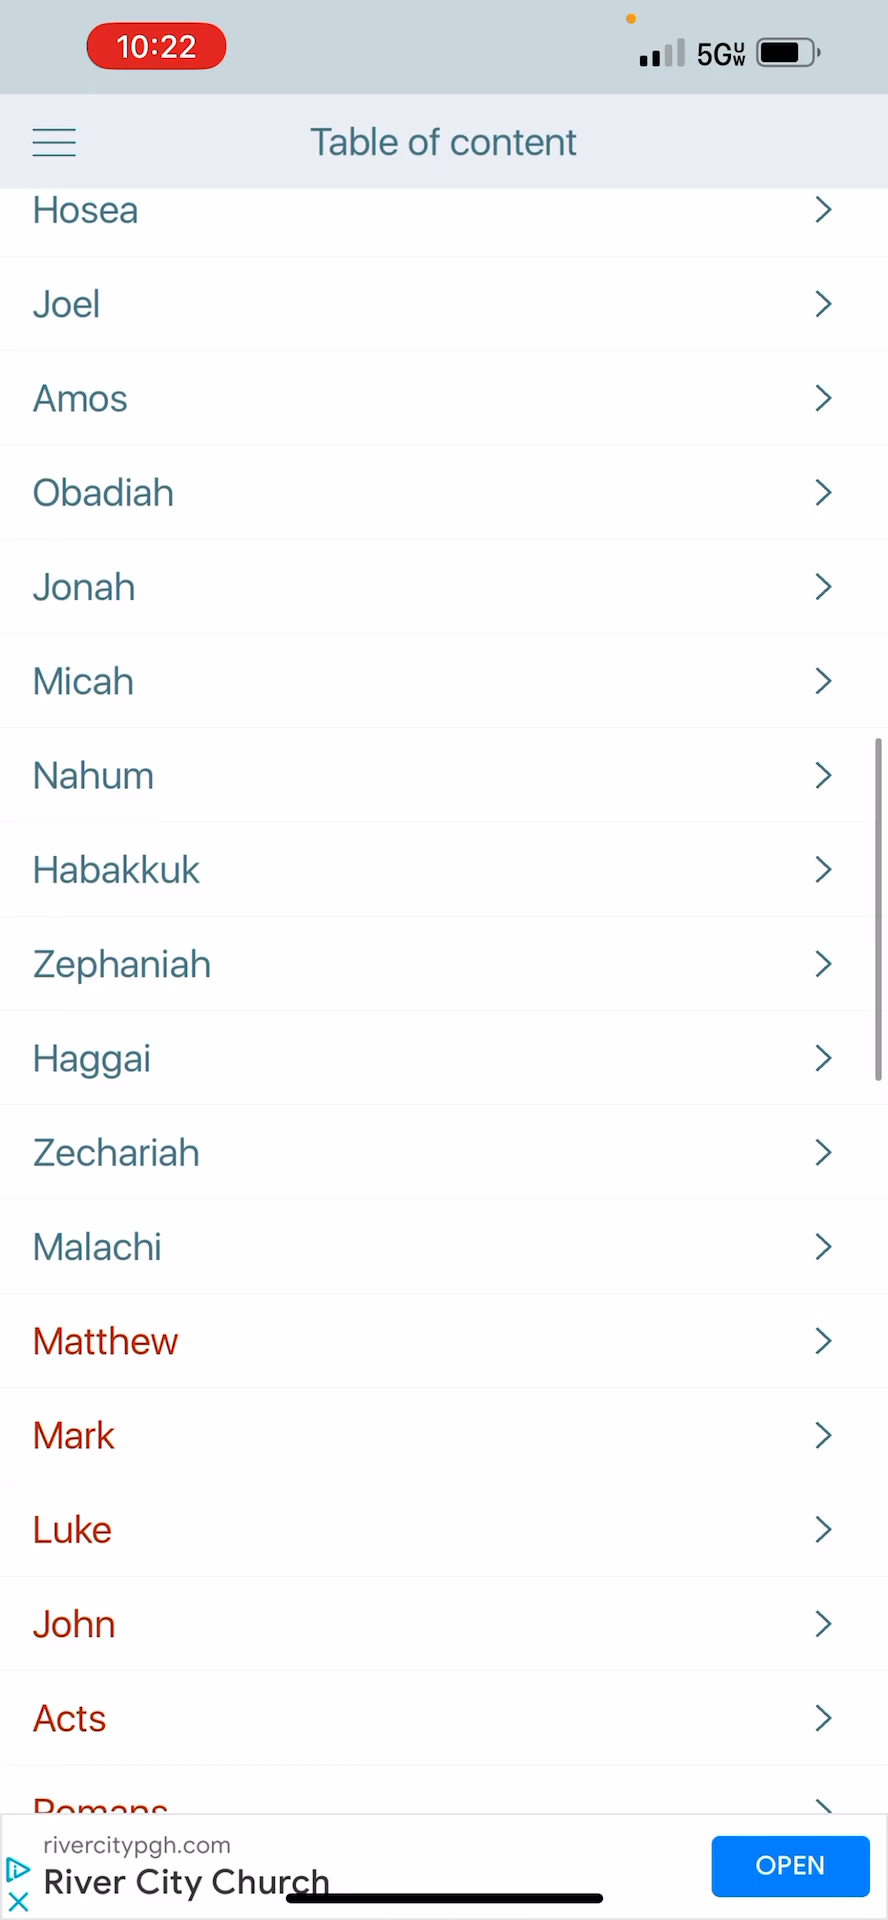 10:22
5G UW
Table of content
Hosea
Joel
Amos
Obadiah
Jonah
Micah
Nahum
Habakkuk
Zephaniah
Haggai
Zechariah
Malachi
Matthew
Mark
Luke
John
Acts
Romans
rivercitypgh.com
River City Church
OPEN